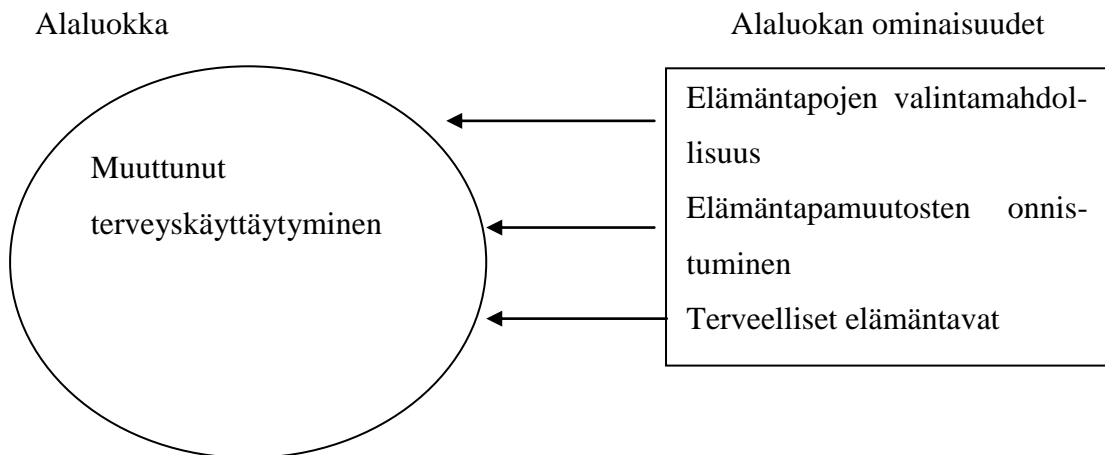 Alaluokka
Alaluokan ominaisuudet
Muuttunut
terveyskäyttäytyminen
Elämäntapojen valintamahdol-
lisuus
Elämäntapamuutosten onnis-
tuminen
Terveelliset elämäntavat